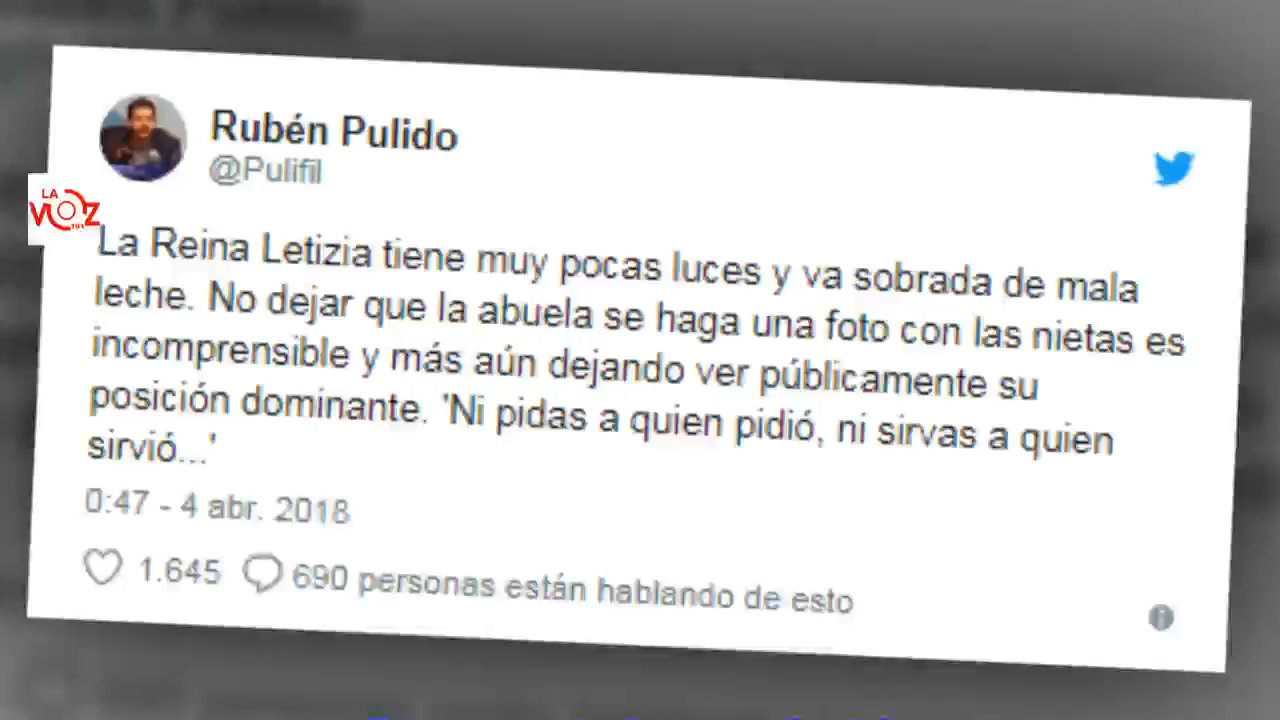 Rubén Pulido
@Pulifil
LA
VOZ
La Reina Letizia tiene muy pocas luces y va sobrada de mala
leche. No dejar que la abuela se haga una foto con las nietas es
incomprensible y más aún dejando ver públicamente su
posición dominante. 'Ni pidas a quien pidió, ni sirvas a quien
sirvió...'
0:47 - 4 abr. 2018
1.645 690 personas están hablando de esto